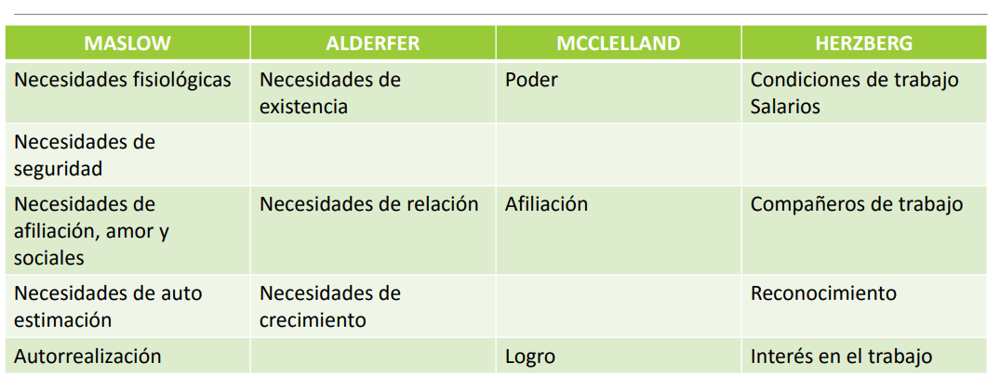 MASLOW ALDERFER MCCLELLAND HERZBERG
Necesidades fisiológicas
Necesidades de
existencia
Poder
Condiciones de trabajo
Salarios
Necesidades de
seguridad
Necesidades de
afiliación, amor y
sociales
Necesidades de relación
Afiliación
Compañeros de trabajo
Necesidades de auto
estimación
Necesidades de
crecimiento
Reconocimiento
Autorrealización
Logro
Interés en el trabajo